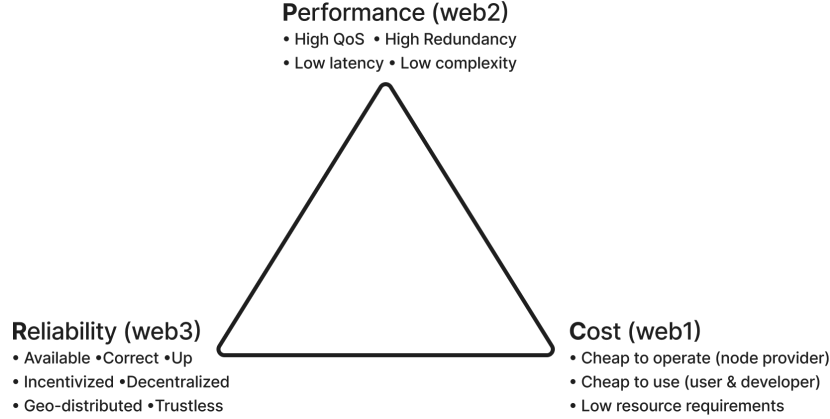 Performance (web2)
• High QoS • High Redundancy
• Low latency • Low complexity
Reliability (web3)
• Available •Correct •Up
• Incentivized •Decentralized
• Geo-distributed •Trustless
Cost (web1)
• Cheap to operate (node provider)
• Cheap to use (user & developer)
• Low resource requirements